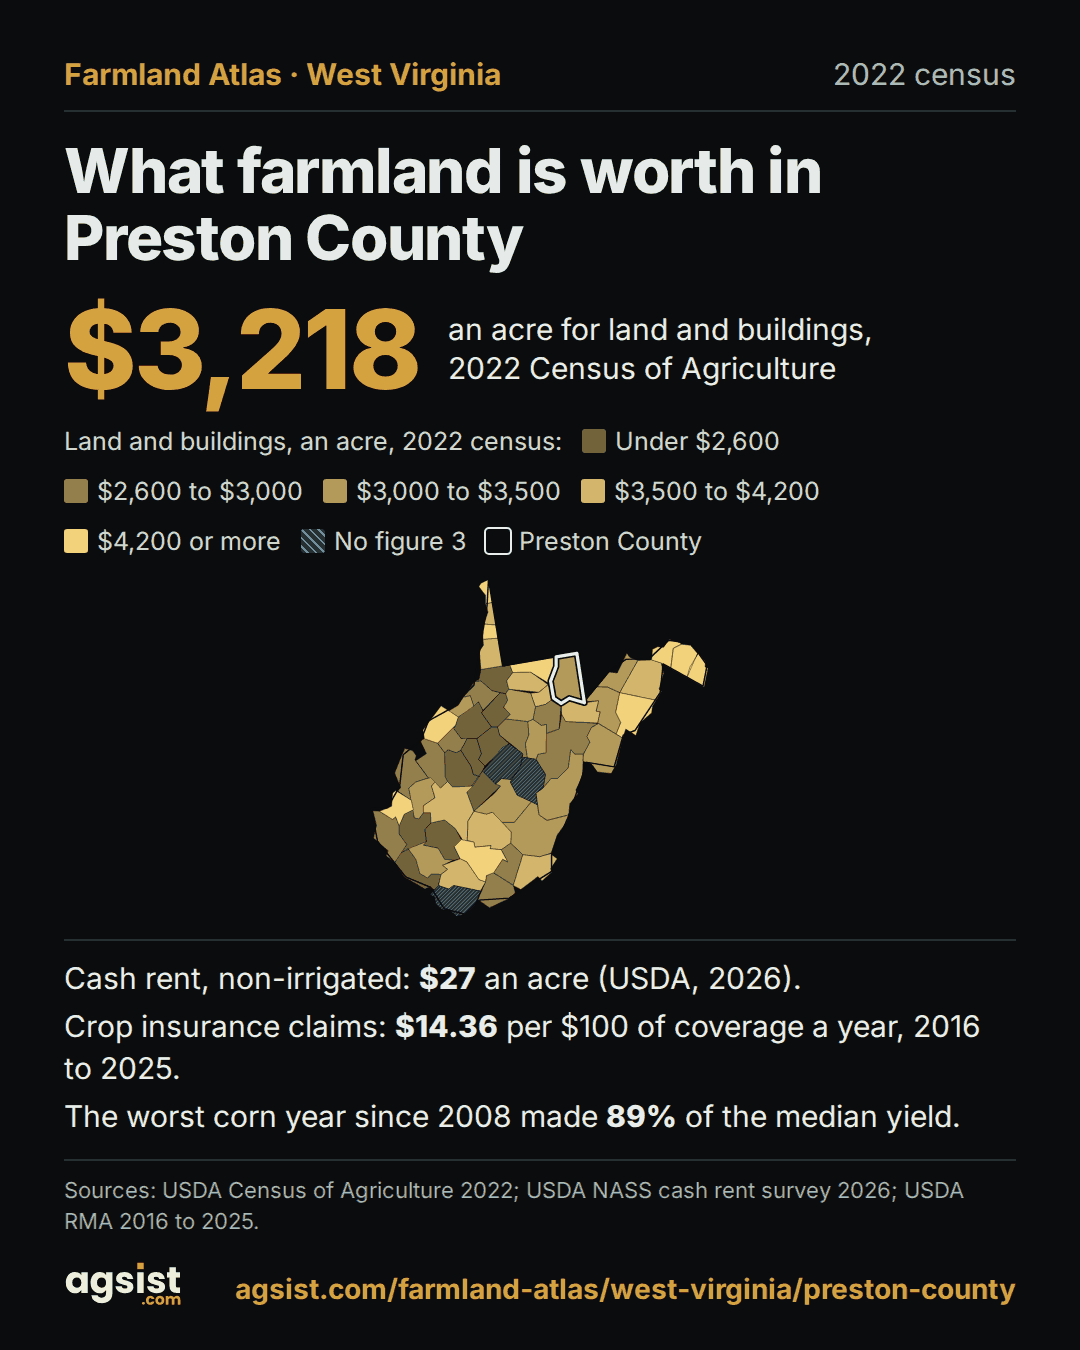 Farmland Atlas · West Virginia
2022 census
What farmland is worth in
Preston County
$3,218
an acre for land and buildings,
2022 Census of Agriculture
Land and buildings, an acre, 2022 census: Under $2,600
$2,600 to $3,000 $3,000 to $3,500 $3,500 to $4,200
$4,200 or more No figure 3 Preston County
Cash rent, non-irrigated: $27 an acre (USDA, 2026).
Crop insurance claims: $14.36 per $100 of coverage a year, 2016
to 2025.
The worst corn year since 2008 made 89% of the median yield.
Sources: USDA Census of Agriculture 2022; USDA NASS cash rent survey 2026; USDA
RMA 2016 to 2025.
agsist
.com
agsist.com/farmland-atlas/west-virginia/preston-county